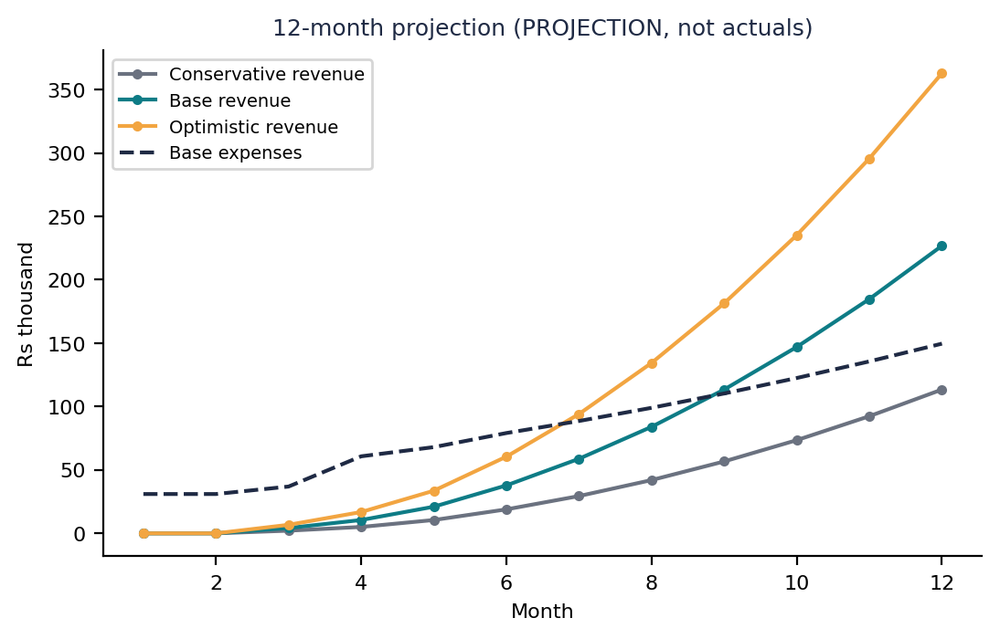 12-month projection (PROJECTION, not actuals)
Conservative revenue
Base revenue
Optimistic revenue
Base expenses
Rs thousand
350
300
250
200
150
100
50
0
2 4 6 8 10 12
Month